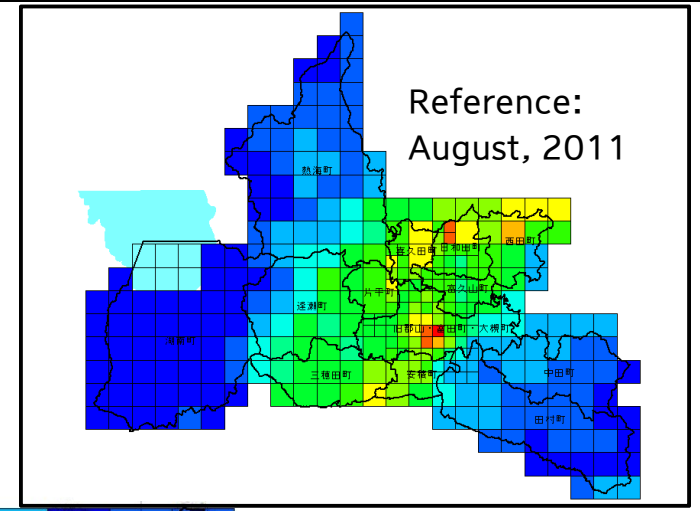 Reference:
August, 2011
熱海町
西田町
喜久田町
日和田町
片平町
富久山町
逢瀬町
旧郡山・富田町・大槻町
湖南町
三穂田町
安積町
中田町
田村町